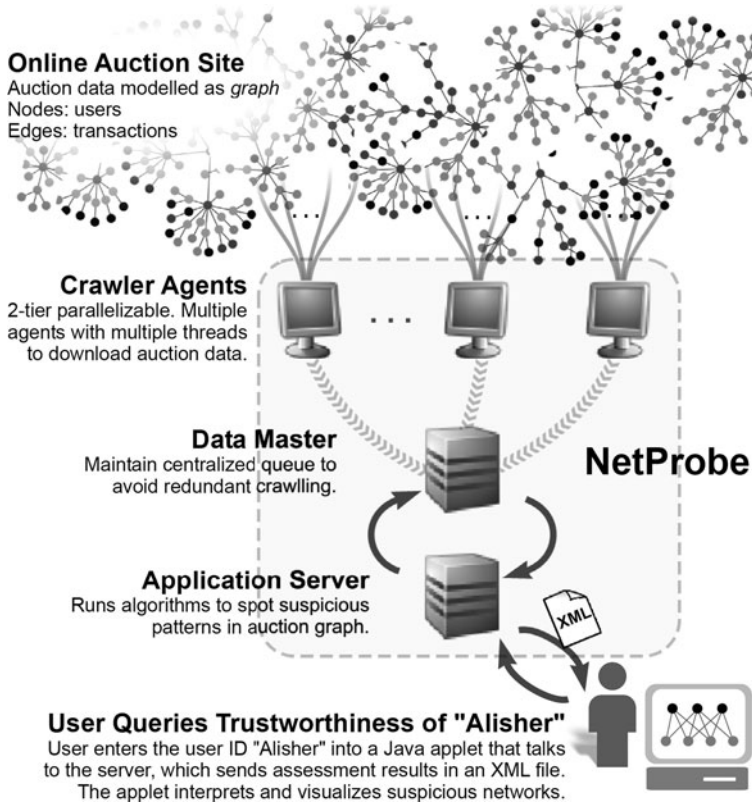 Online Auction Site
Auction data modelled as graph
Nodes: users
Edges: transactions
...
...
...
Crawler Agents
2-tier parallelizable. Multiple
agents with multiple threads
to download auction data.
...
Data Master
Maintain centralized queue to
avoid redundant crawlling.
NetProbe
Application Server
Runs algorithms to spot suspicious
patterns in auction graph.
XML
User Queries Trustworthiness of "Alisher"
User enters the user ID "Alisher" into a Java applet that talks
to the server, which sends assessment results in an XML file.
The applet interprets and visualizes suspicious networks.